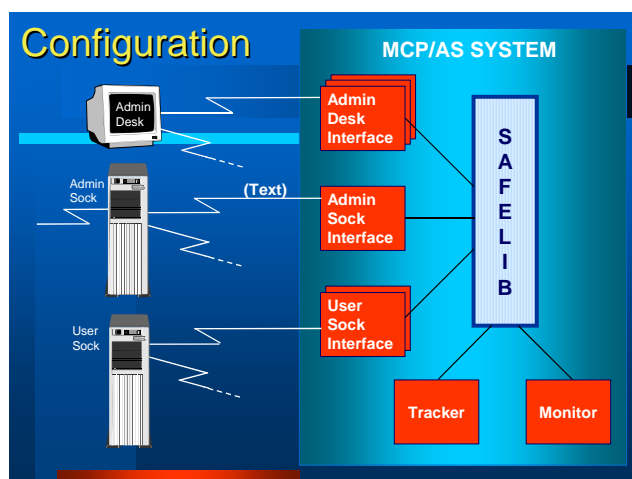 Configuration
MCP/AS SYSTEM
Admin
Desk
Admin
Desk
Interface
Admin
Sock
(Text)
Admin
Sock
Interface
S
A
F
E
L
I
B
User
Sock
User
Sock
Interface
Tracker
Monitor